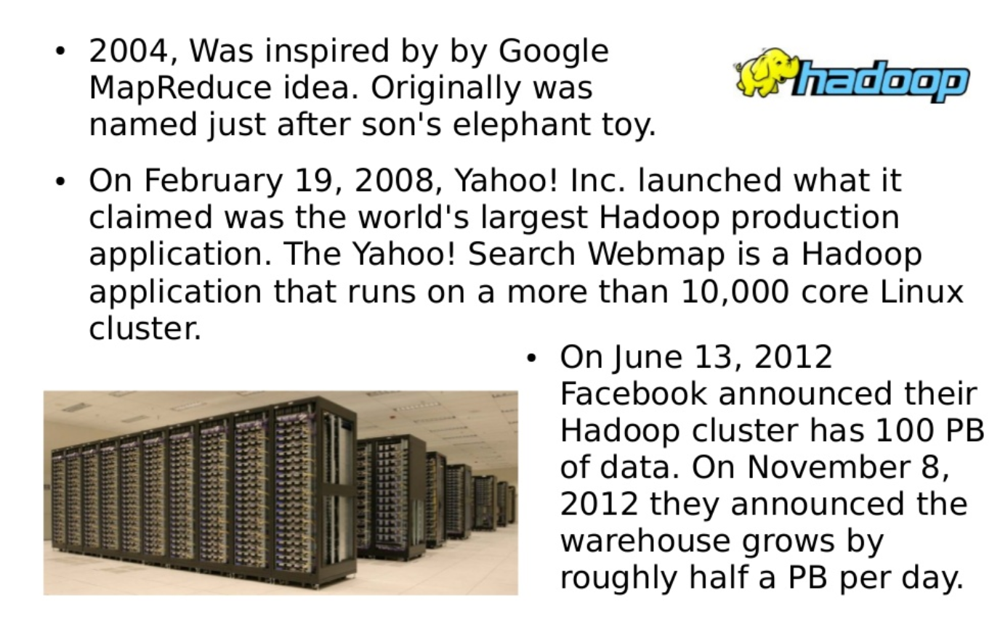 • 2004, Was inspired by by Google
MapReduce idea. Originally was
named just after son's elephant toy.
hadoop
• On February 19, 2008, Yahoo! Inc. launched what it
claimed was the world's largest Hadoop production
application. The Yahoo! Search Webmap is a Hadoop
application that runs on a more than 10,000 core Linux
cluster.
• On June 13, 2012
Facebook announced their
Hadoop cluster has 100 PB
of data. On November 8,
2012 they announced the
warehouse grows by
roughly half a PB per day.